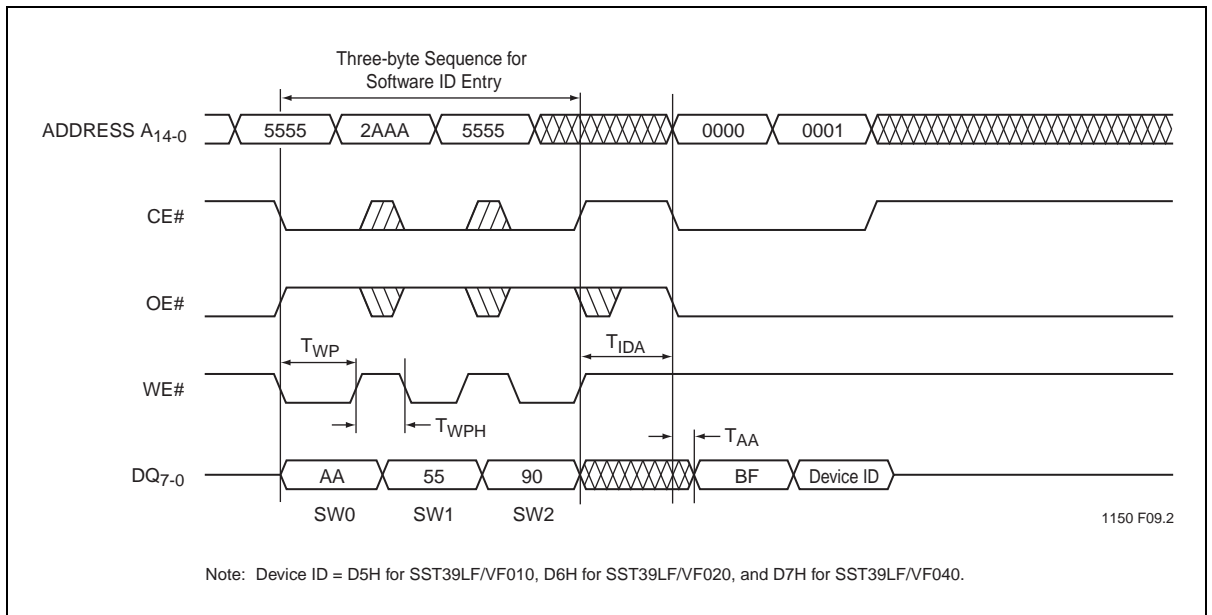 Three-byte Sequence for
Software ID Entry
ADDRESS A14-0
5555 2AAA 5555 0000 0001
CE#
OE#
TWP TIDA
WE#
TWPH TAA
DQ7-0
AA 55 90 BF Device ID
SW0 SW1 SW2
1150 F09.2
Note: Device ID = D5H for SST39LF/VF010, D6H for SST39LF/VF020, and D7H for SST39LF/VF040.